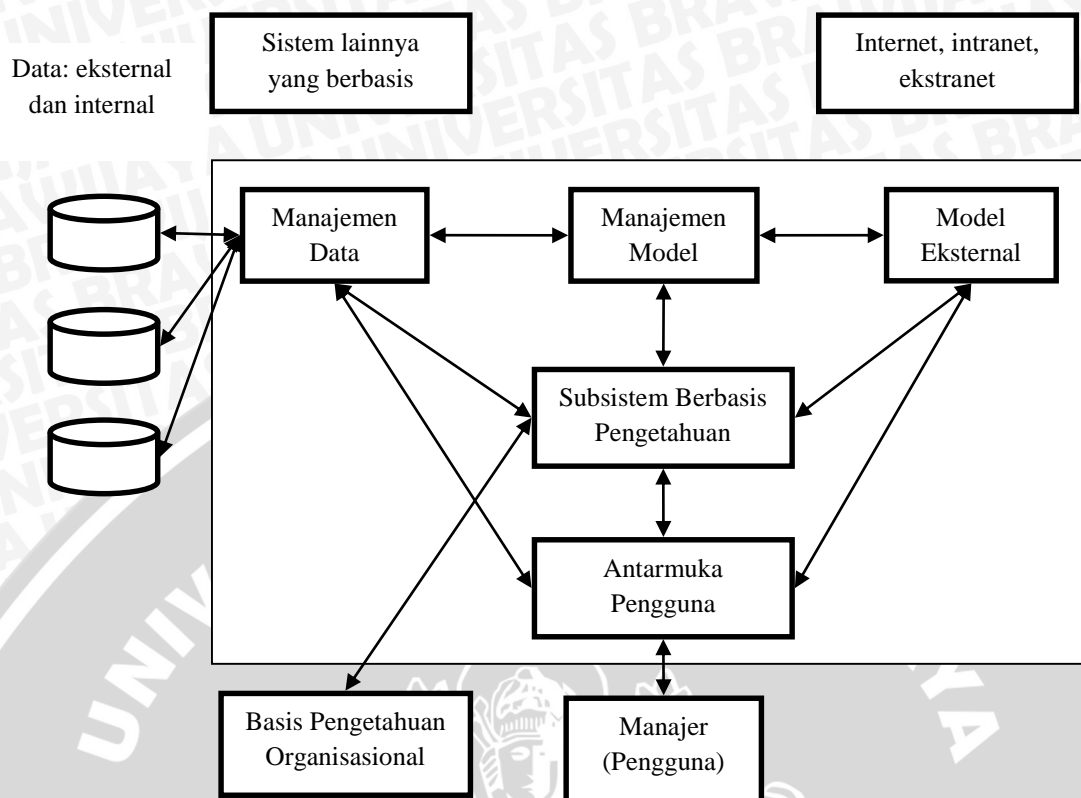 Data: eksternal
dan internal
Sistem lainnya
yang berbasis
Internet, intranet,
ekstranet
Manajemen
Data
Manajemen
Model
Model
Eksternal
Subsistem Berbasis
Pengetahuan
Antarmuka
Pengguna
Basis Pengetahuan
Organisasional
Manajer
(Pengguna)